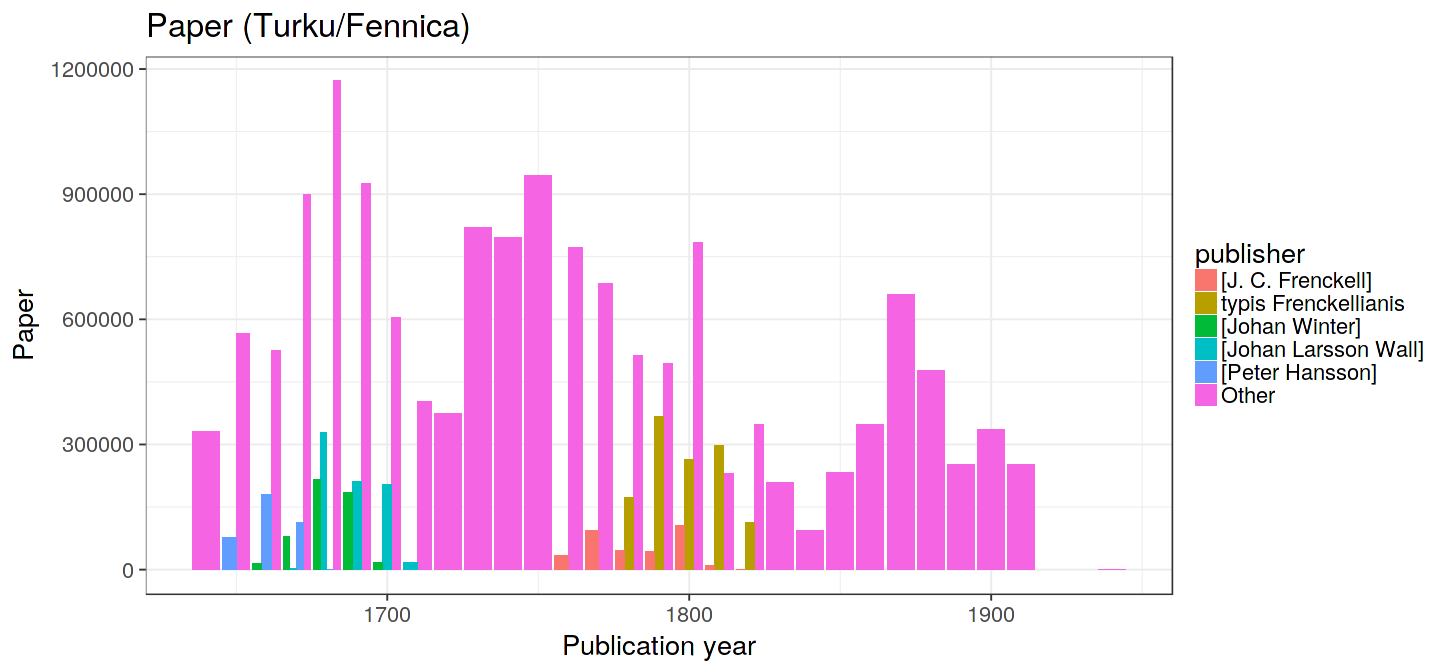 Paper (Turku/Fennica)
1200000
900000
600000
300000
0
Paper
1700
1800
1900
Publication year
publisher
[J. C. Frenckell]
typis Frenckellianis
[Johan Winter]
[Johan Larsson Wall]
[Peter Hansson]
Other